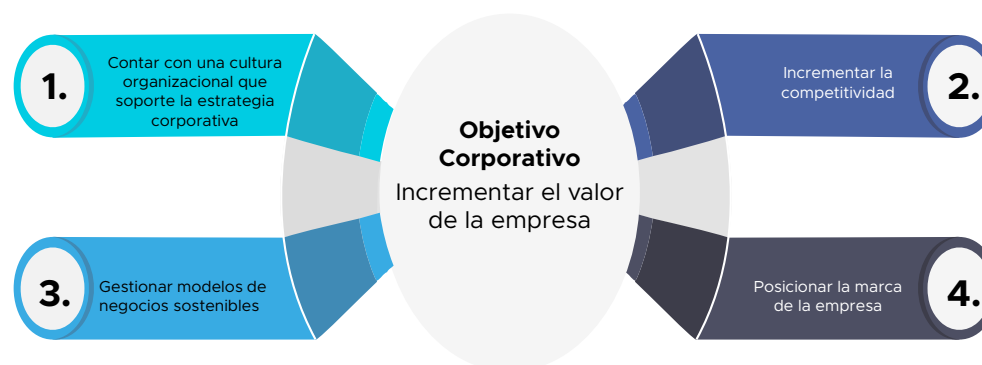 1.
Contar con una cultura
organizacional que
soporte la estrategia
corporativa
Incrementar la
competitividad
2.
Objetivo
Corporativo
Incrementar el valor
de la empresa
3.
Gestionar modelos de
negocios sostenibles
Posicionar la marca
de la empresa
4.